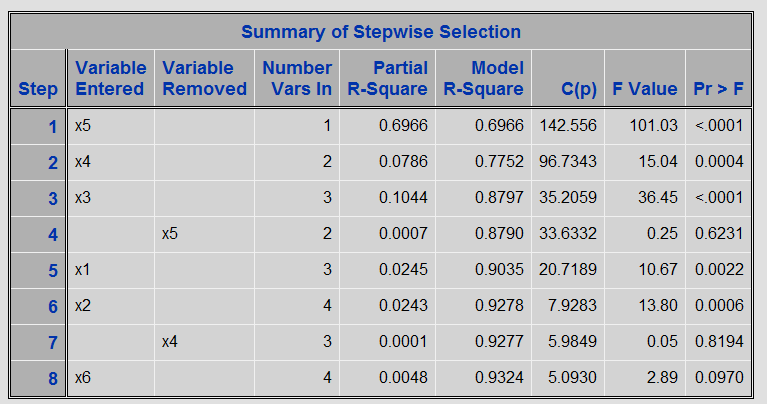 Summary of Stepwise Selection
Step Variable Entered Variable Removed Number Vars In Partial R-Square Model R-Square C(p) F Value Pr > F
1 x5 1 0.6966 0.6966 142.556 101.03 <.0001
2 x4 2 0.0786 0.7752 96.7343 15.04 0.0004
3 x3 3 0.1044 0.8797 35.2059 36.45 <.0001
4 x5 2 0.0007 0.8790 33.6332 0.25 0.6231
5 x1 3 0.0245 0.9035 20.7189 10.67 0.0022
6 x2 4 0.0243 0.9278 7.9283 13.80 0.0006
7 x4 3 0.0001 0.9277 5.9849 0.05 0.8194
8 x6 4 0.0048 0.9324 5.0930 2.89 0.0970